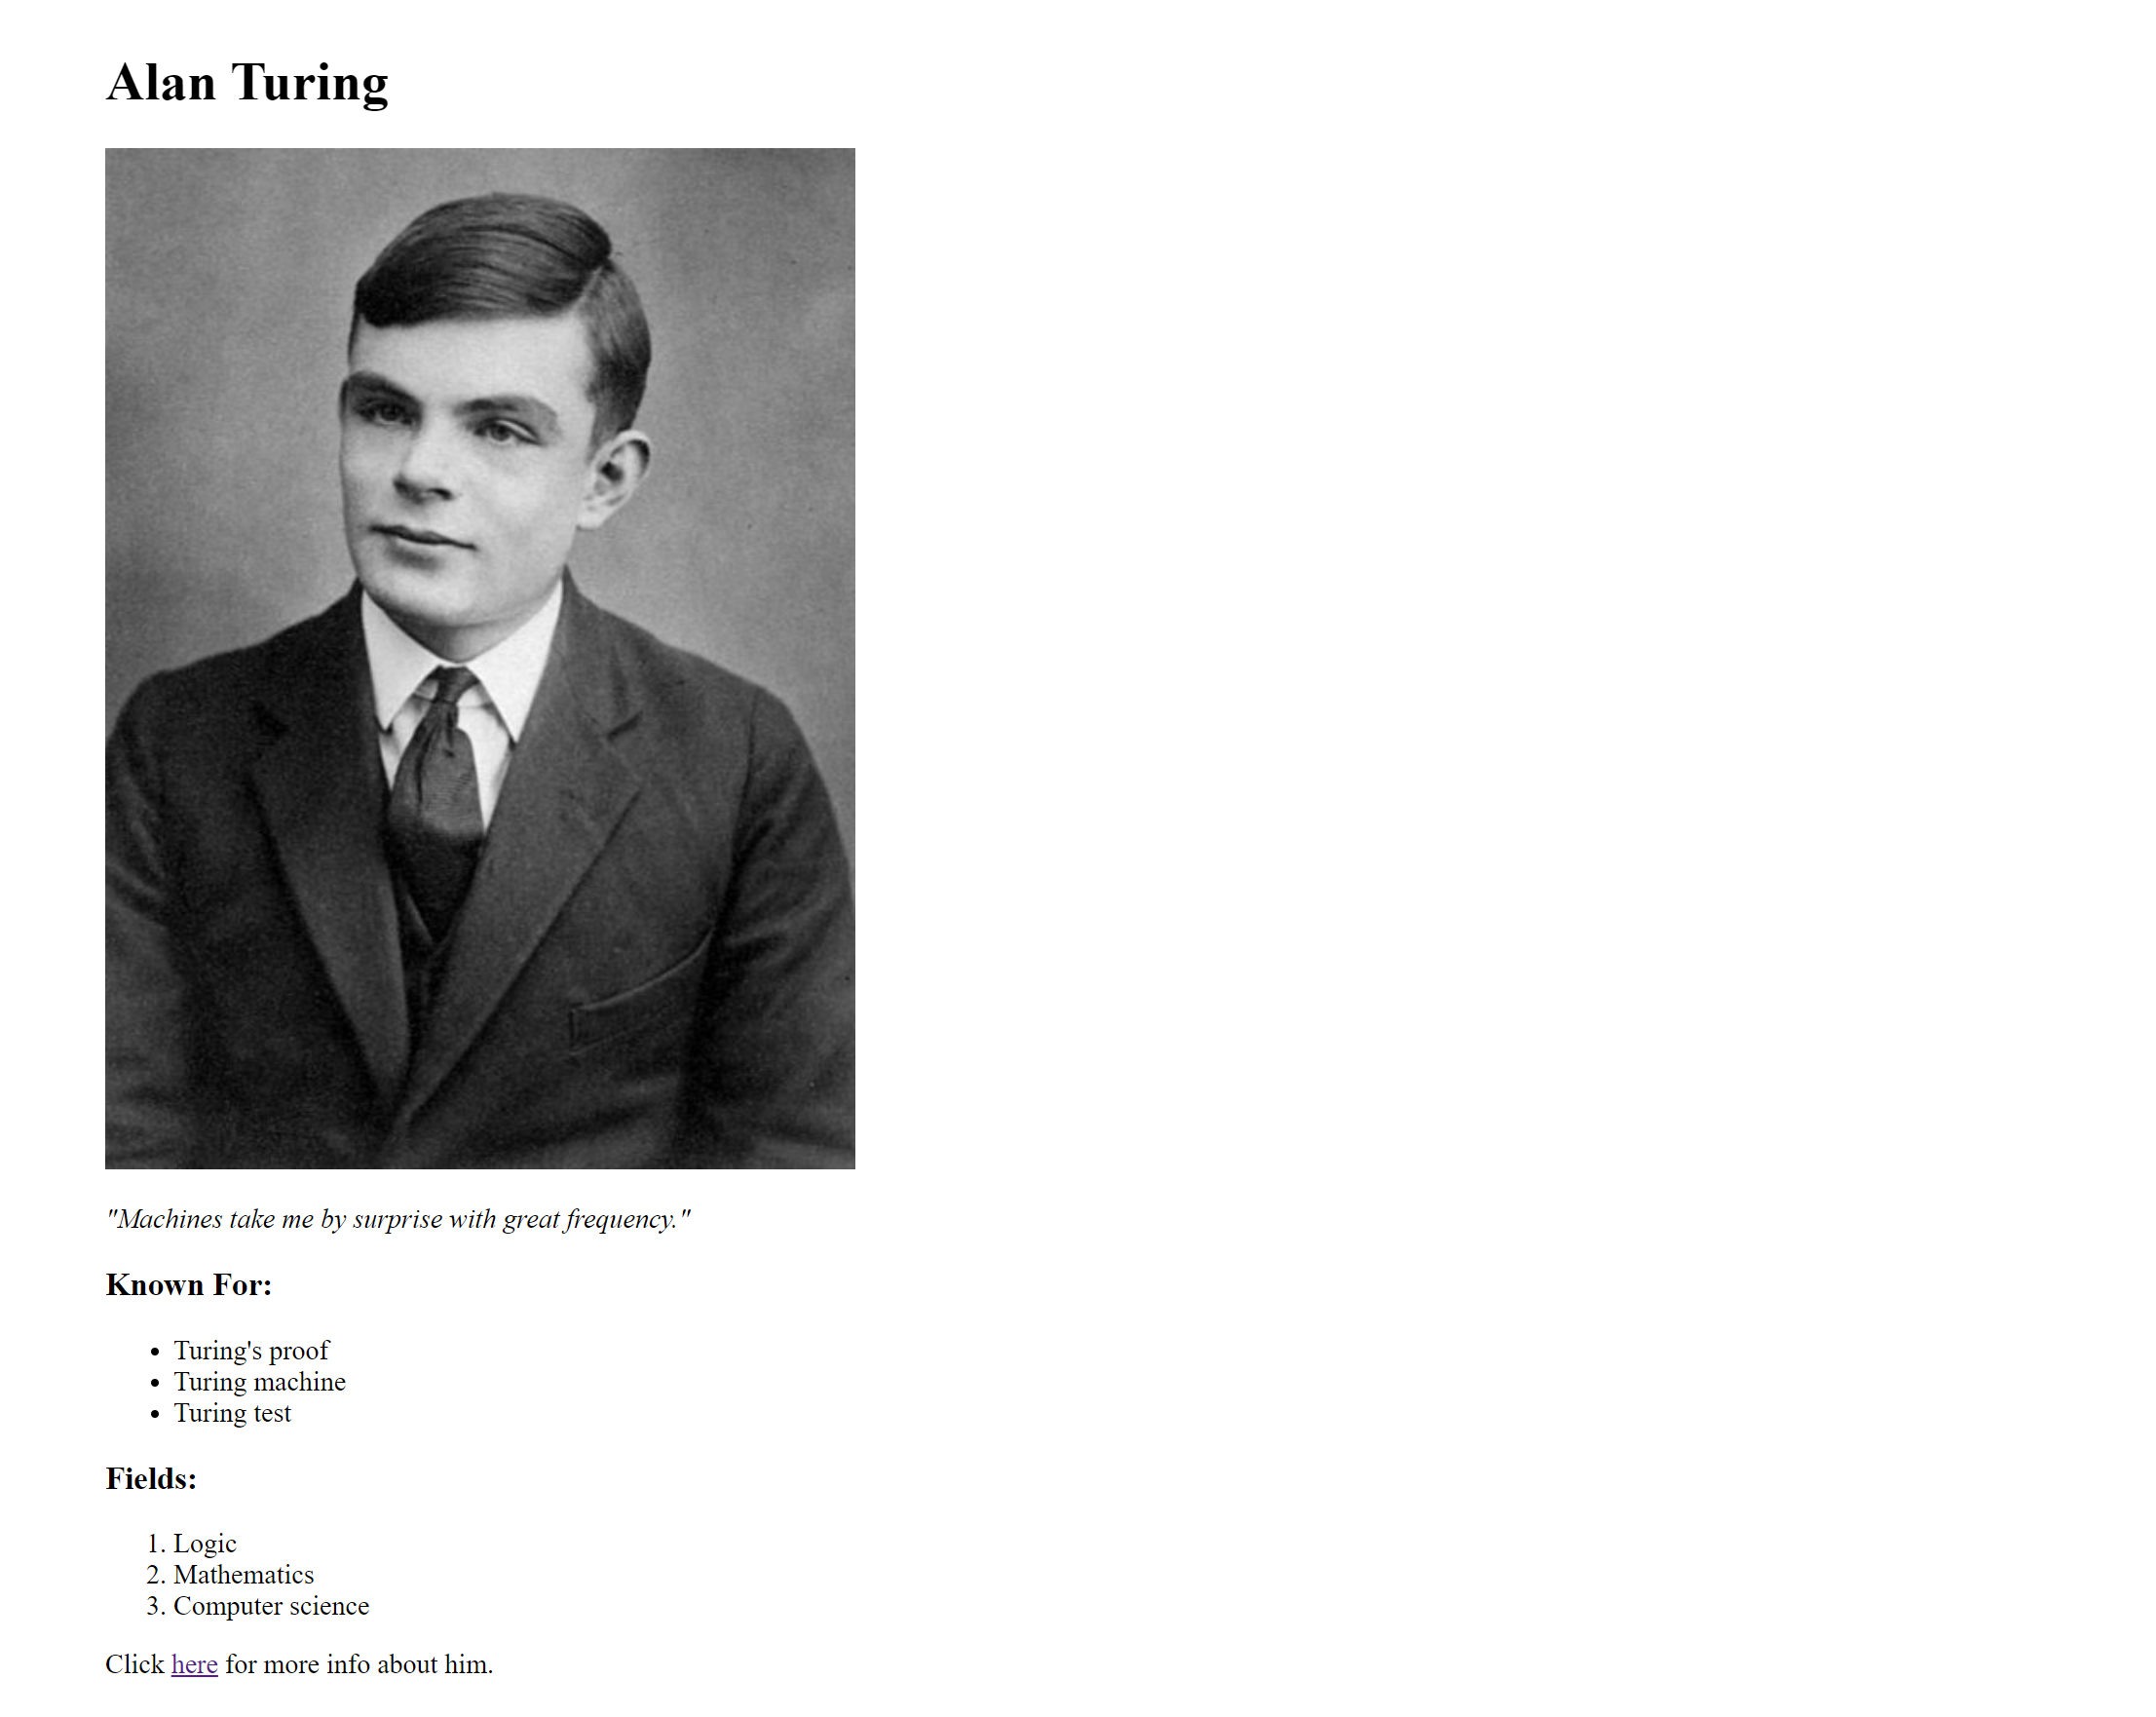 Alan Turing
"Machines take me by surprise with great frequency."
Known For:
• Turing's proof
• Turing machine
• Turing test
Fields:
1. Logic
2. Mathematics
3. Computer science
Click here for more info about him.